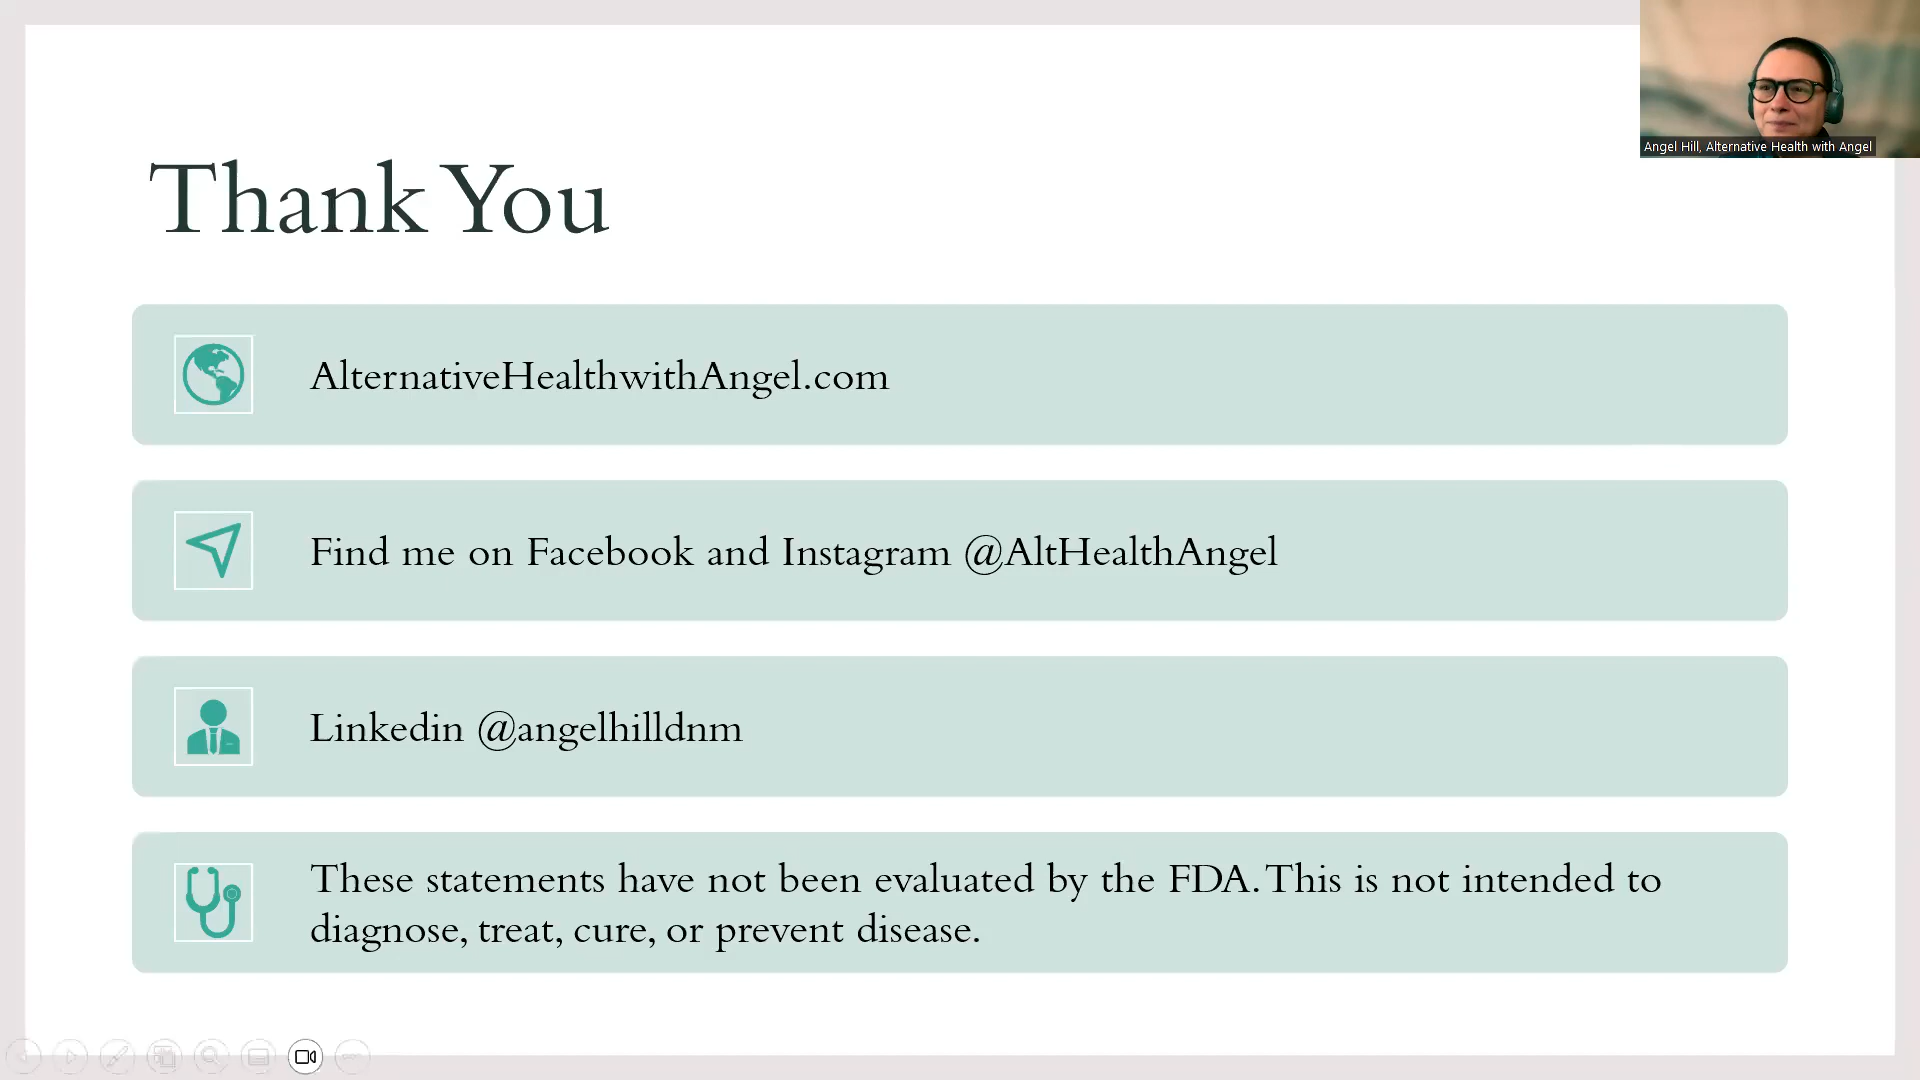 Angel Hill, Alternative Health with Angel
Thank You
AlternativeHealthwithAngel.com
Find me on Facebook and Instagram @AltHealthAngel
Linkedin @angelhilldnm
These statements have not been evaluated by the FDA. This is not intended to
diagnose, treat, cure, or prevent disease.